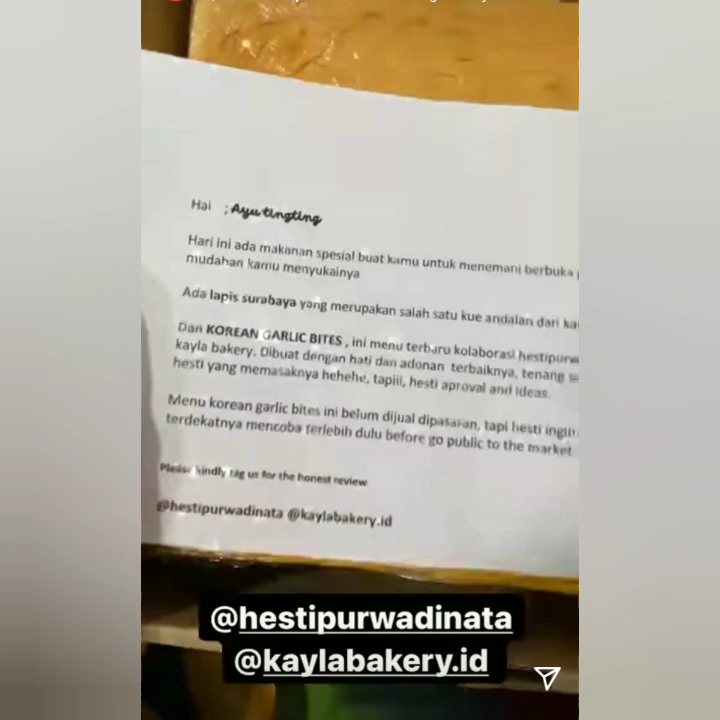 Hai ; Ayu tingting
Hari ini ada makanan spesial buat kamu untuk menemani berbuka
mudahan kamu menyukainya
Ada lapis surabaya yang merupakan salah satu kue andalan dari
Dan KOREAN GARLIC BITES , ini menu terbaru kolaborasi
kayla bakery. Dibuat dengan hati dan adonan terbaiknya, tenang
hesti yang memasaknya hehehe, tapiii, hesti aproval and ideas.
Menu korean garlic bites ini belum dijual dipasaran, tapi hesti
terdekatnya mencoba terlebih dulu before go public to the market
Please kindly tag us for the honest review
@hestipurwadinata @kaylabakery.id
@hestipurwadinata
@kaylabakery.id